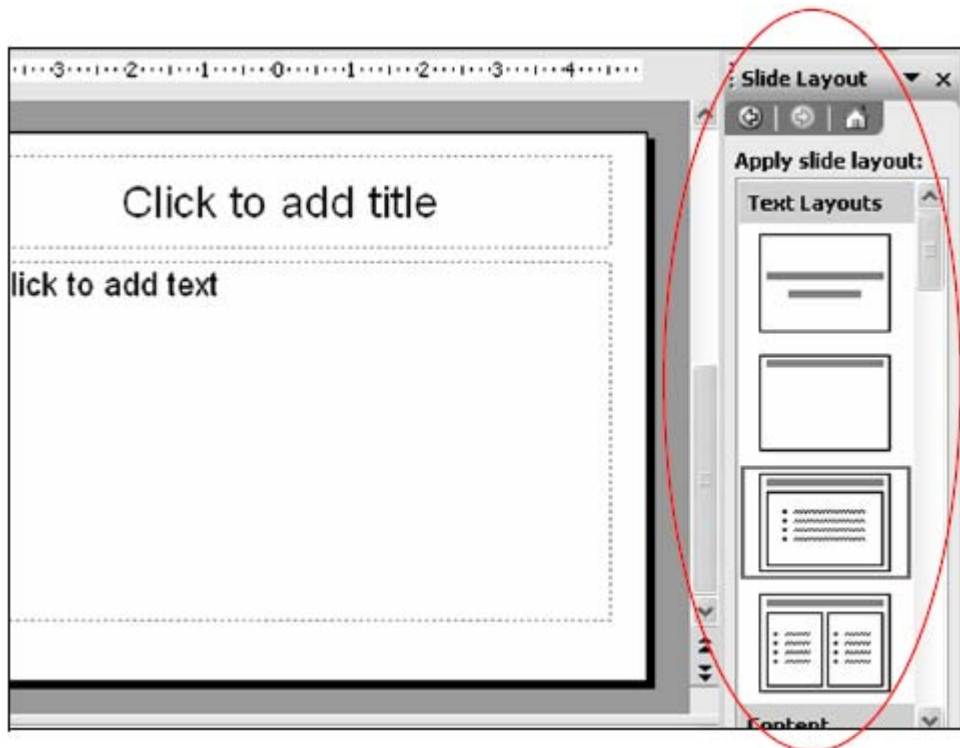 3 2 1 0 1 2 3 4
Slide Layout
Apply slide layout:
Text Layouts
Click to add title
lick to add text
Content